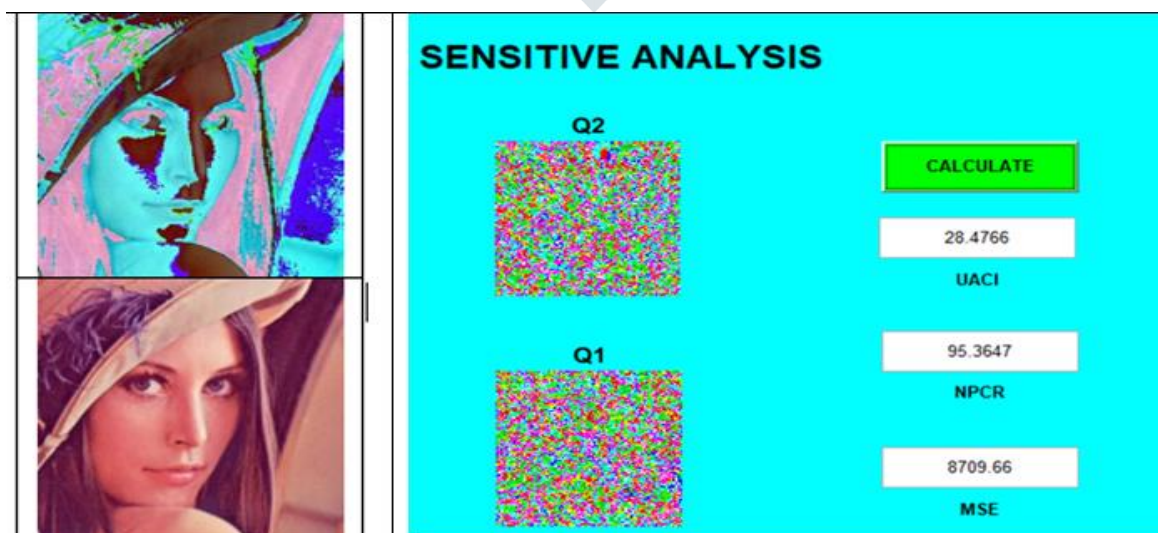 SENSITIVE ANALYSIS
Q2
CALCULATE
28.4766
UACI
Q1
95.3647
NPCR
8709.66
MSE